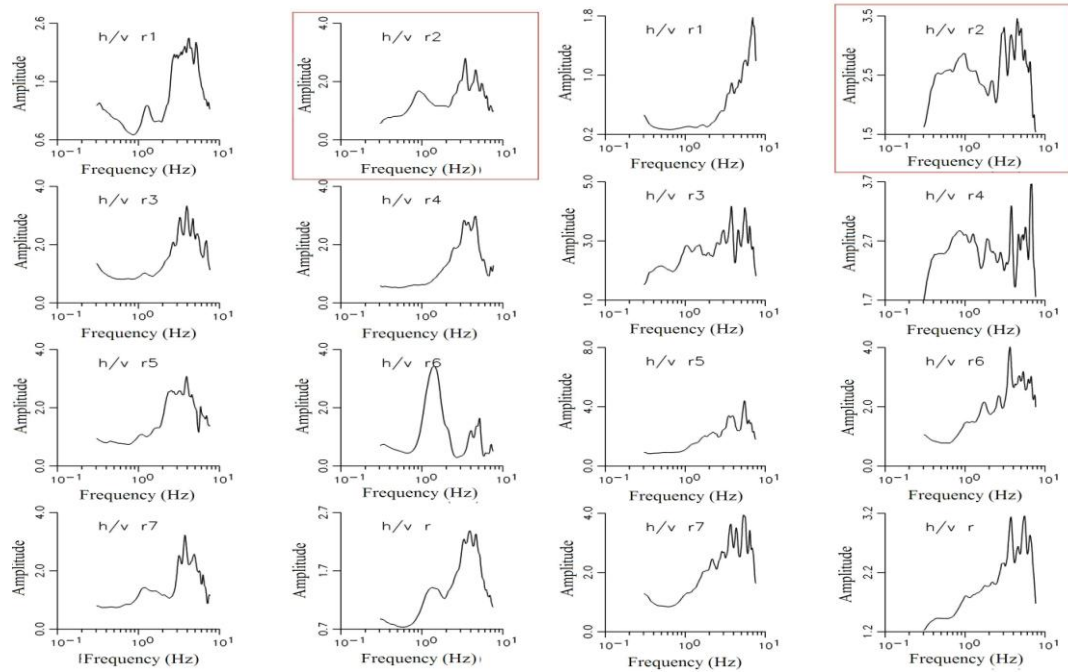 2.6 4.0 1.8 3.5
h/v r1 h/v r2 h/v r1 h/v r2
Amplitude Amplitude Amplitude Amplitude
1.6 2.0 1.0 2.5
0.6 0.0 0.2 1.5
10⁻¹ 10⁰ 10¹ 10⁻¹ 10⁰ 10¹ 10⁻¹ 10⁰ 10¹ 10⁻¹ 10⁰ 10¹
Frequency (Hz) Frequency (Hz) Frequency (Hz) Frequency (Hz)
4.0 4.0 5.0 3.7
h/v r3 h/v r4 h/v r3 h/v r4
Amplitude Amplitude Amplitude Amplitude
2.0 2.0 3.0 2.7
0.0 0.0 1.0 1.7
10⁻¹ 10⁰ 10¹ 10⁻¹ 10⁰ 10¹ 10⁻¹ 10⁰ 10¹ 10⁻¹ 10⁰ 10¹
Frequency (Hz) Frequency (Hz) Frequency (Hz) Frequency (Hz)
4.0 4.0 8.0 4.0
h/v r5 h/v r6 h/v r5 h/v r6
Amplitude Amplitude Amplitude Amplitude
2.0 2.0 4.0 2.0
0.0 0.0 0.0 0.0
10⁻¹ 10⁰ 10¹ 10⁻¹ 10⁰ 10¹ 10⁻¹ 10⁰ 10¹ 10⁻¹ 10⁰ 10¹
Frequency (Hz) Frequency (Hz) Frequency (Hz) Frequency (Hz)
4.0 2.7 4.0 3.2
h/v r7 h/v r h/v r7 h/v r
Amplitude Amplitude Amplitude Amplitude
2.0 1.7 2.0 2.2
0.0 0.7 0.0 1.2
10⁻¹ 10⁰ 10¹ 10⁻¹ 10⁰ 10¹ 10⁻¹ 10⁰ 10¹ 10⁻¹ 10⁰ 10¹
Frequency (Hz) Frequency (Hz) Frequency (Hz) Frequency (Hz)